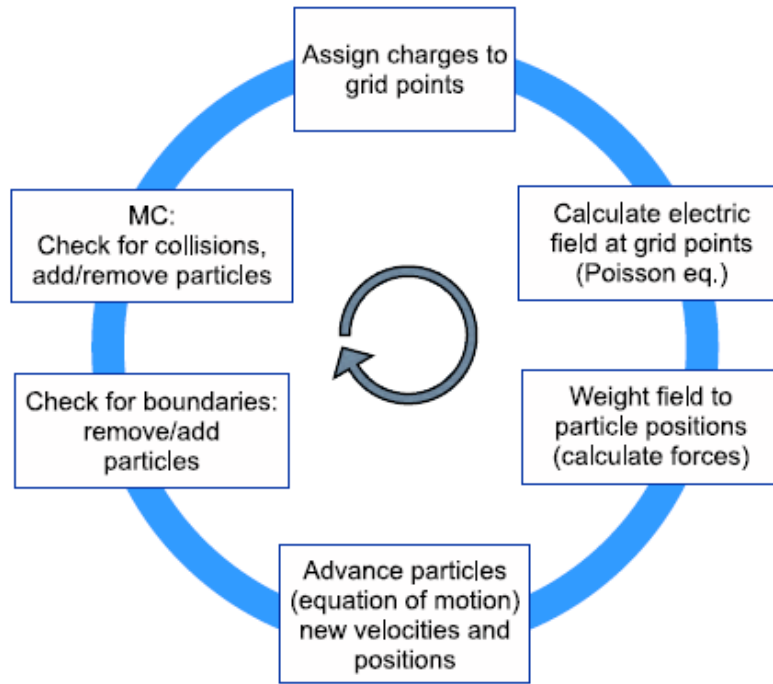 Assign charges to
grid points
Calculate electric
field at grid points
(Poisson eq.)
Weight field to
particle positions
(calculate forces)
Advance particles
(equation of motion)
new velocities and
positions
Check for boundaries:
remove/add
particles
MC:
Check for collisions,
add/remove particles